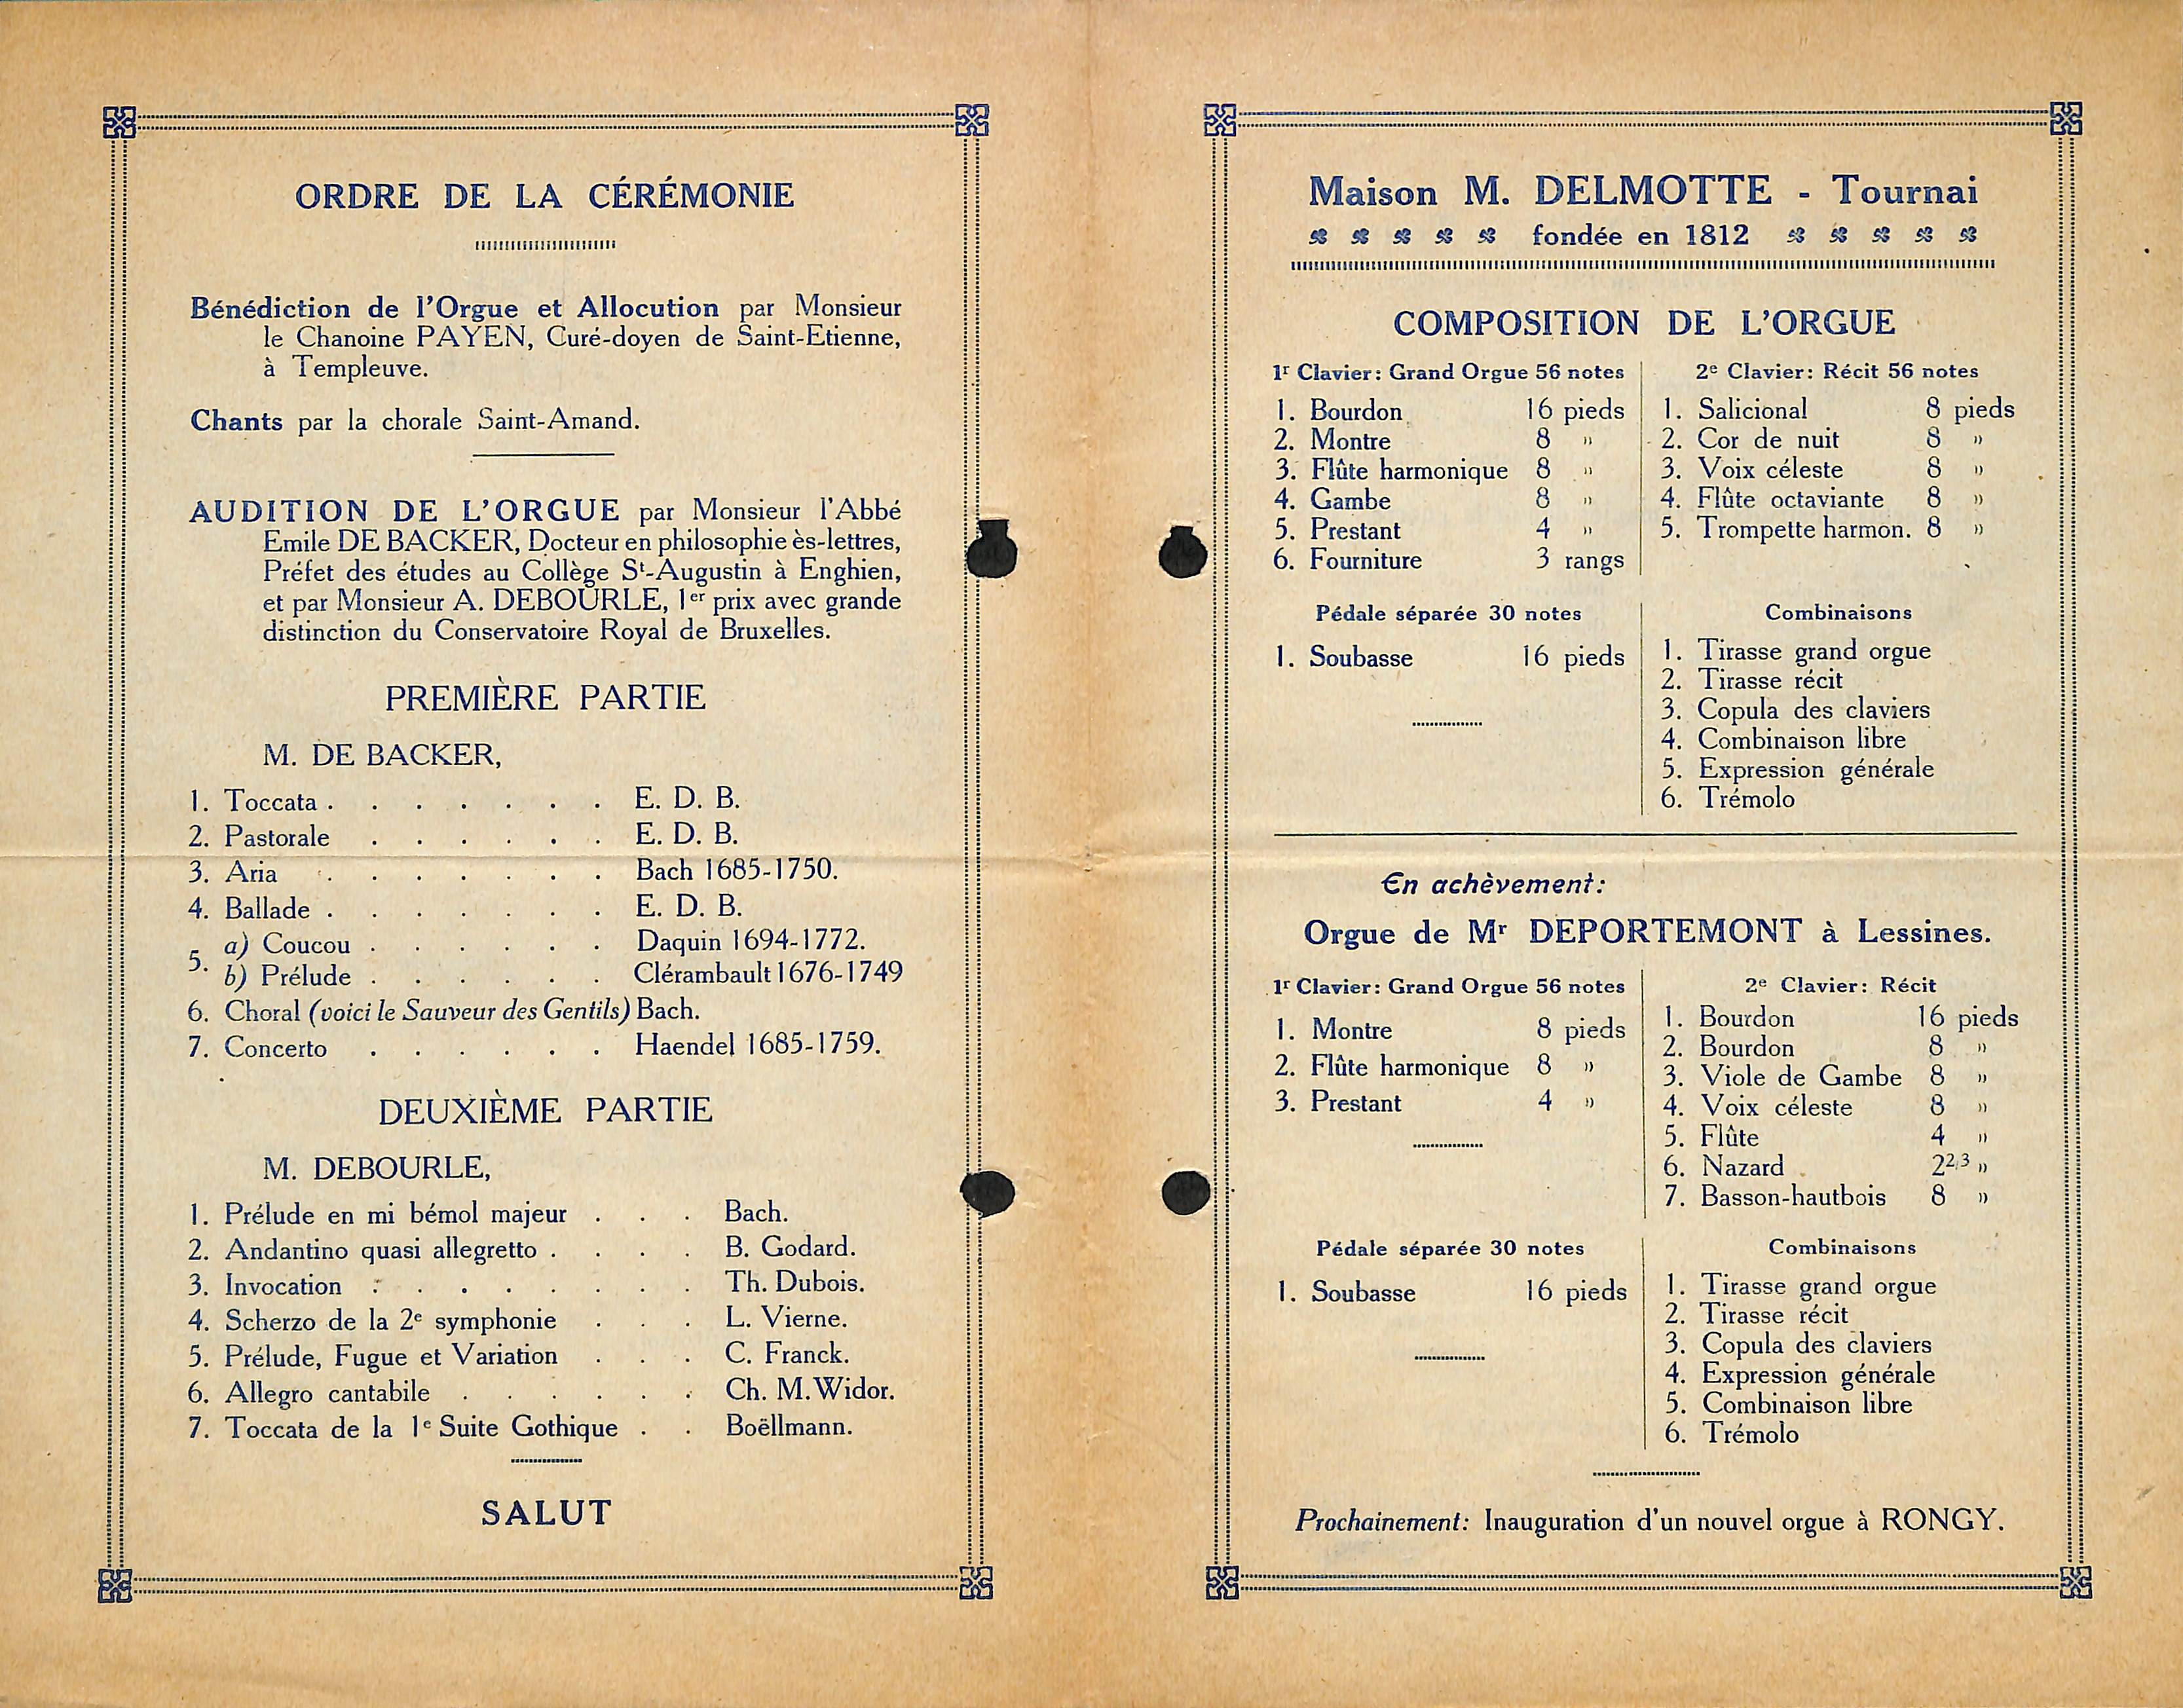 ORDRE DE LA CÉRÉMONIE
Bénédiction de l'Orgue et Allocution par Monsieur
le Chanoine PAYEN, Curé-doyen de Saint-Etienne,
à Templeuve.
Chants par la chorale Saint-Amand.
AUDITION DE L'ORGUE par Monsieur l'Abbé
Emile DE BACKER, Docteur en philosophie ès-lettres,
Préfet des études au Collège St-Augustin à Enghien,
et par Monsieur A. DEBOURLE, 1er prix avec grande
distinction du Conservatoire Royal de Bruxelles.
PREMIÈRE PARTIE
M. DE BACKER,
1. Toccata . . . . . . . E. D. B.
2. Pastorale . . . . . . E. D. B.
3. Aria . . . . . . . Bach 1685-1750.
4. Ballade . . . . . . . E. D. B.
5. a) Coucou . . . . . . Daquin 1694-1772.
b) Prélude . . . . . . Clérambault 1676-1749
6. Choral (voici le Sauveur des Gentils) Bach.
7. Concerto . . . . . . Haendel 1685-1759.
DEUXIÈME PARTIE
M. DEBOURLE,
1. Prélude en mi bémol majeur . . . Bach.
2. Andantino quasi allegretto . . . . B. Godard.
3. Invocation . . . . . . . . Th. Dubois.
4. Scherzo de la 2e symphonie . . . L. Vierne.
5. Prélude, Fugue et Variation . . . C. Franck.
6. Allegro cantabile . . . . . . Ch. M. Widor.
7. Toccata de la 1e Suite Gothique . . Boëllmann.
SALUT
Maison M. DELMOTTE - Tournai
fondée en 1812
COMPOSITION DE L'ORGUE
1r Clavier: Grand Orgue 56 notes
1. Bourdon 16 pieds
2. Montre 8 »
3. Flûte harmonique 8 »
4. Gambe 8 »
5. Prestant 4 »
6. Fourniture 3 rangs
2e Clavier: Récit 56 notes
1. Salicional 8 pieds
2. Cor de nuit 8 »
3. Voix céleste 8 »
4. Flûte octaviante 8 »
5. Trompette harmon. 8 »
Pédale séparée 30 notes
1. Soubasse 16 pieds
Combinaisons
1. Tirasse grand orgue
2. Tirasse récit
3. Copula des claviers
4. Combinaison libre
5. Expression générale
6. Trémolo
En achèvement:
Orgue de Mr DEPORTEMONT à Lessines.
1r Clavier: Grand Orgue 56 notes
1. Montre 8 pieds
2. Flûte harmonique 8 »
3. Prestant 4 »
2e Clavier: Récit
1. Bourdon 16 pieds
2. Bourdon 8 »
3. Viole de Gambe 8 »
4. Voix céleste 8 »
5. Flûte 4 »
6. Nazard 2 2/3 »
7. Basson-hautbois 8 »
Pédale séparée 30 notes
1. Soubasse 16 pieds
Combinaisons
1. Tirasse grand orgue
2. Tirasse récit
3. Copula des claviers
4. Expression générale
5. Combinaison libre
6. Trémolo
Prochainement: Inauguration d'un nouvel orgue à RONGY.